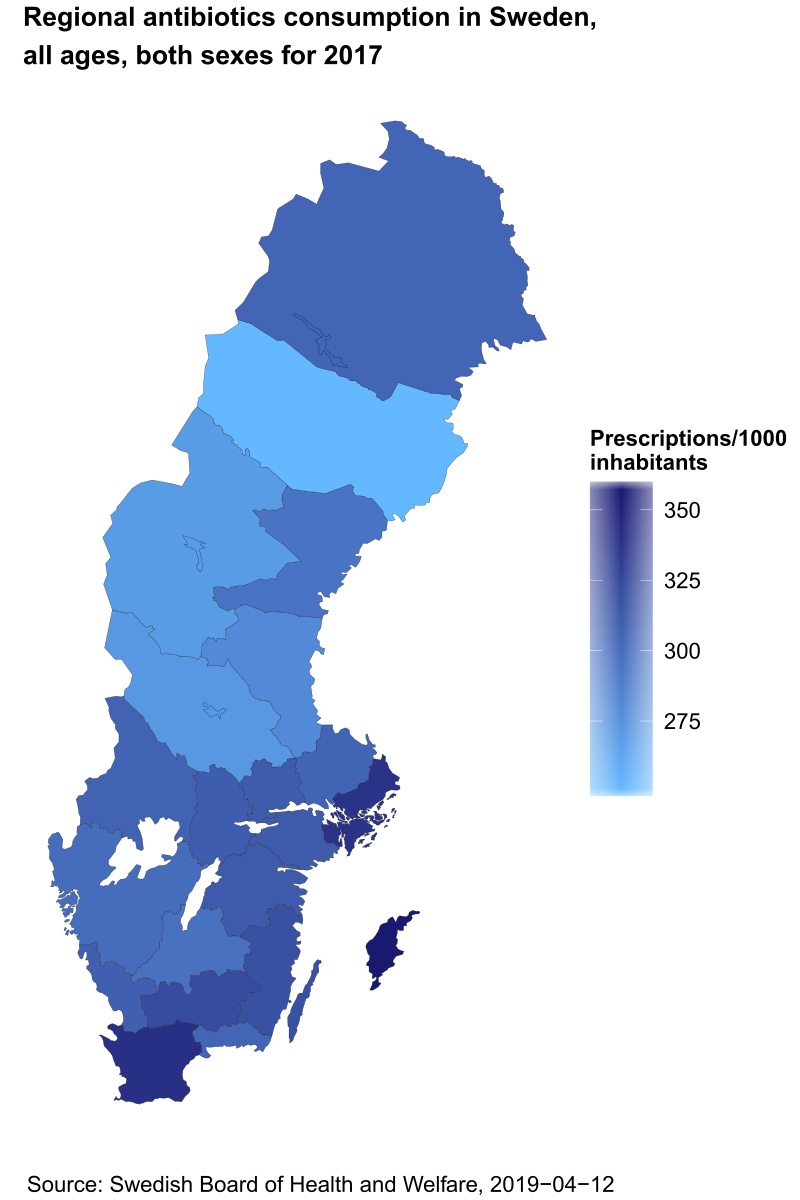 Regional antibiotics consumption in Sweden,
all ages, both sexes for 2017
Prescriptions/1000
inhabitants
350
325
300
275
Source: Swedish Board of Health and Welfare, 2019−04−12